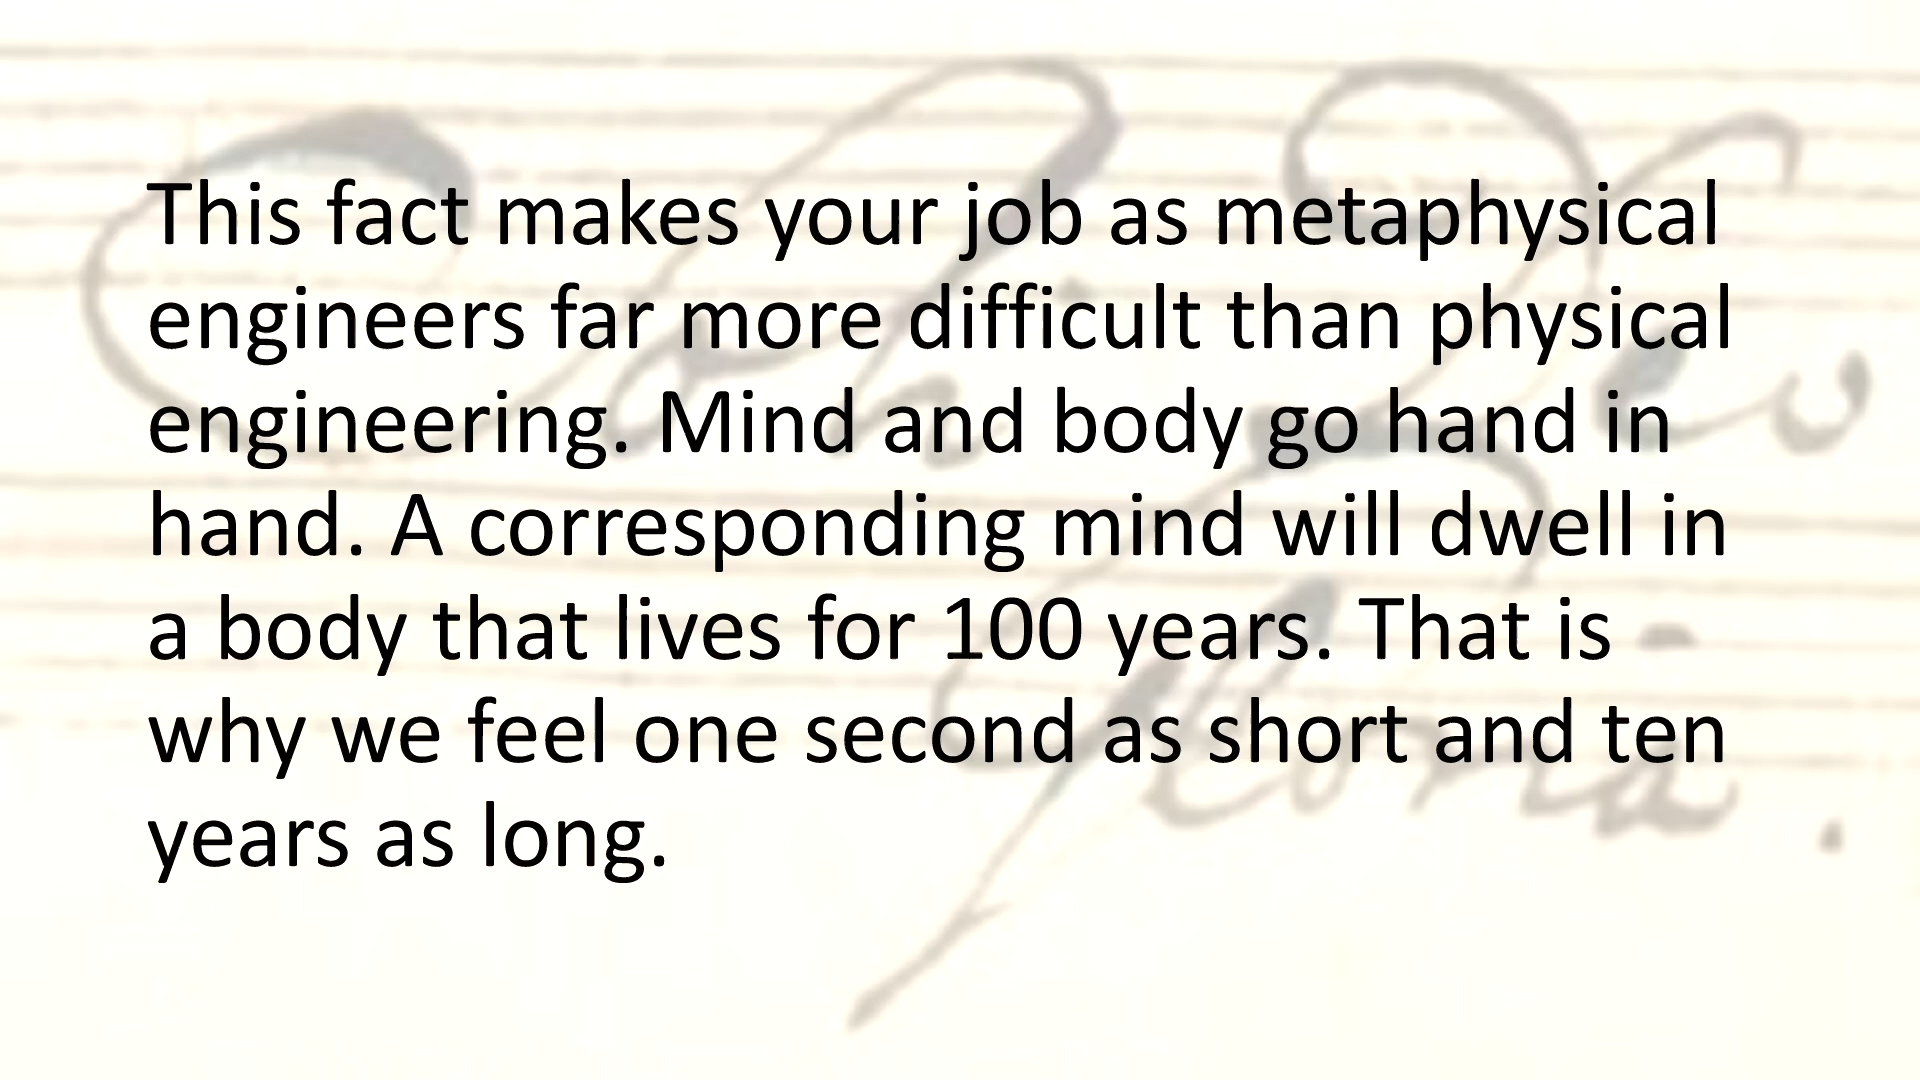 This fact makes your job as metaphysical
engineers far more difficult than physical
engineering. Mind and body go hand in
hand. A corresponding mind will dwell in
a body that lives for 100 years. That is
why we feel one second as short and ten
years as long.